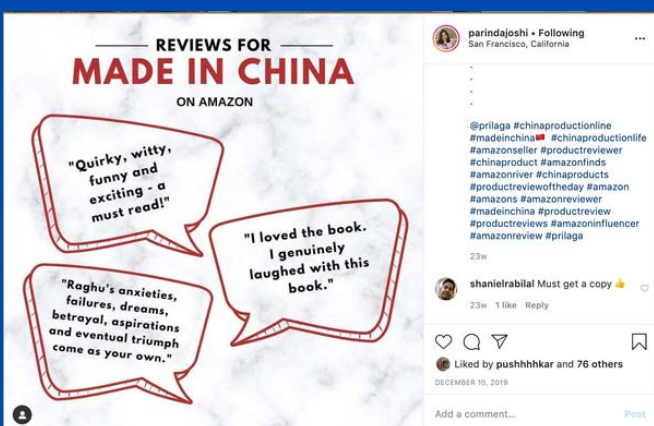 REVIEWS FOR
MADE IN CHINA
ON AMAZON
"Quirky, witty,
funny and
exciting - a
must read!"
"I loved the book.
I genuinely
laughed with this
book."
"Raghu's anxieties,
failures, dreams,
betrayal, aspirations
and eventual triumph
come as your own."
parindajoshi • Following
San Francisco, California
.
.
.
.
@prilaga #chinaproductionline
#madeinchina🇨🇳 #chinaproductionlife
#amazonseller #productreviewer
#chinaproduct #amazonfinds
#amazonriver #chinaproducts
#productreviewoftheday #amazon
#amazons #amazonreviewer
#madeinchina #productreview
#productreviews #amazoninfluencer
#amazonreview #prilaga
23w
shanielrabilal Must get a copy 👍
23w 1 like Reply
Liked by pushhhhkar and 76 others
DECEMBER 10, 2019
Add a comment... Post